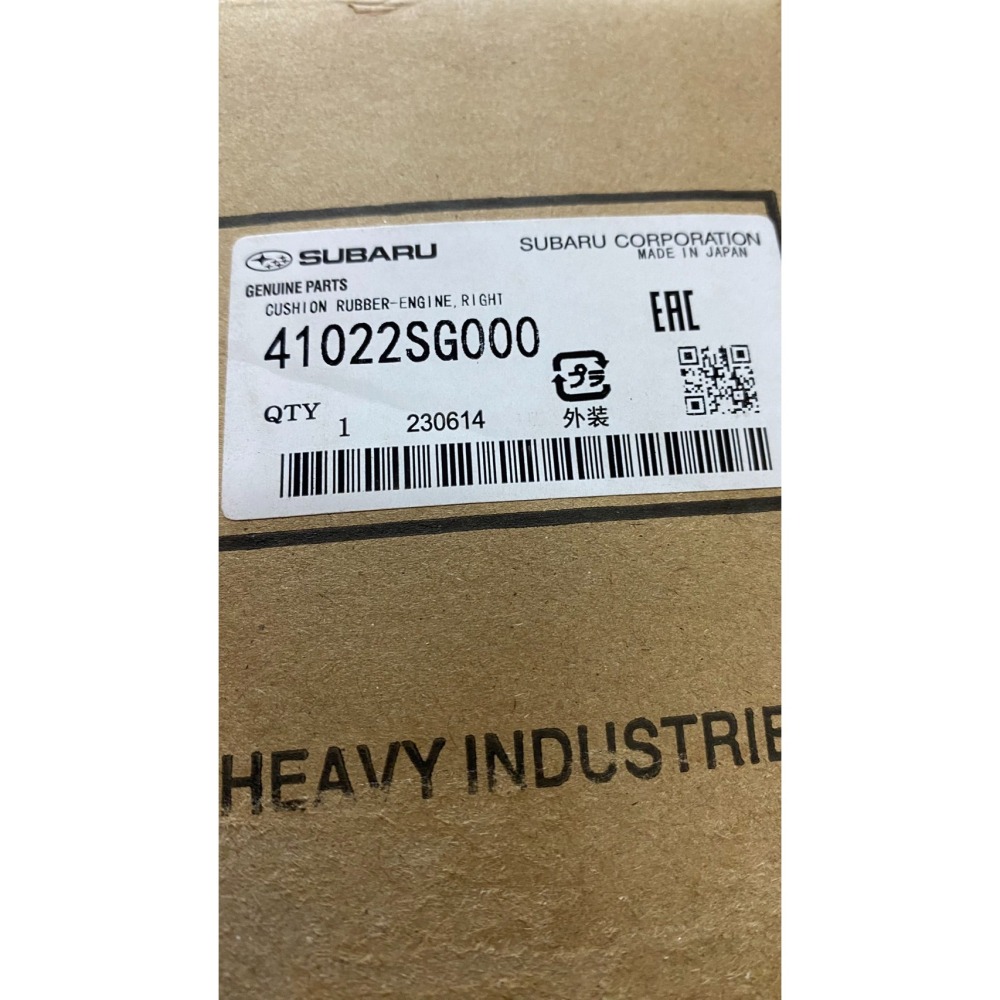 SUBARU
SUBARU CORPORATION
MADE IN JAPAN
GENUINE PARTS
CUSHION RUBBER-ENGINE,RIGHT
41022SG000
EAC
プラ
外装
QTY 1 230614
HEAVY INDUSTRIE